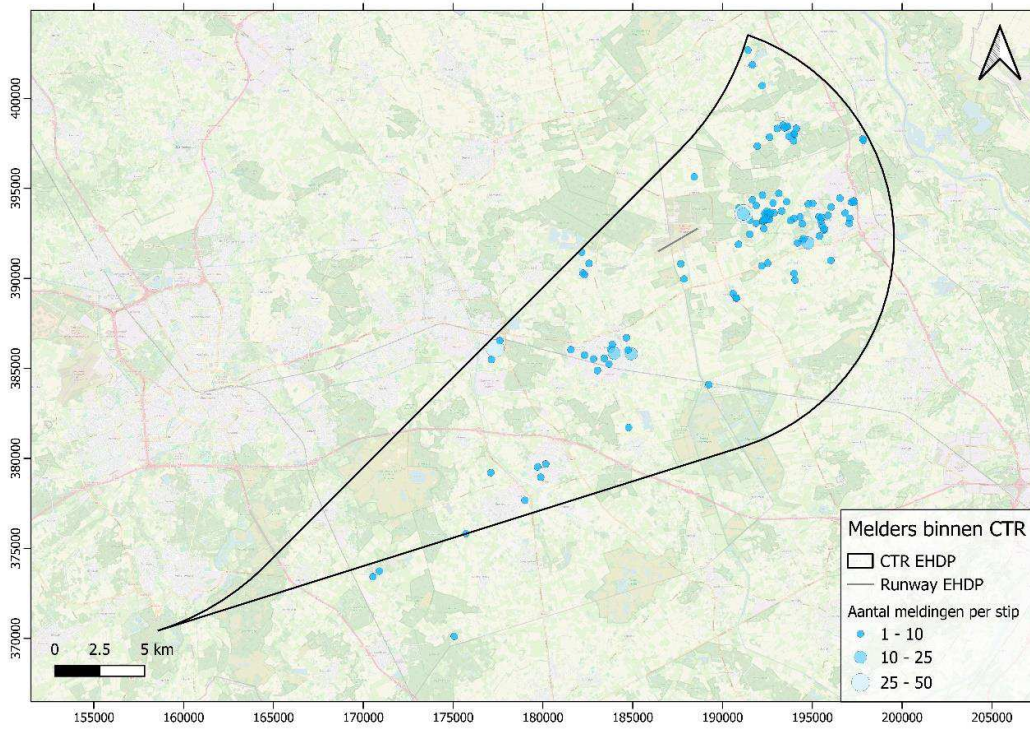 400000
395000
390000
385000
380000
375000
370000
0 2.5 5 km
Melders binnen CTR
CTR EHDP
Runway EHDP
Aantal meldingen per stip
1 - 10
10 - 25
25 - 50
155000 160000 165000 170000 175000 180000 185000 190000 195000 200000 205000